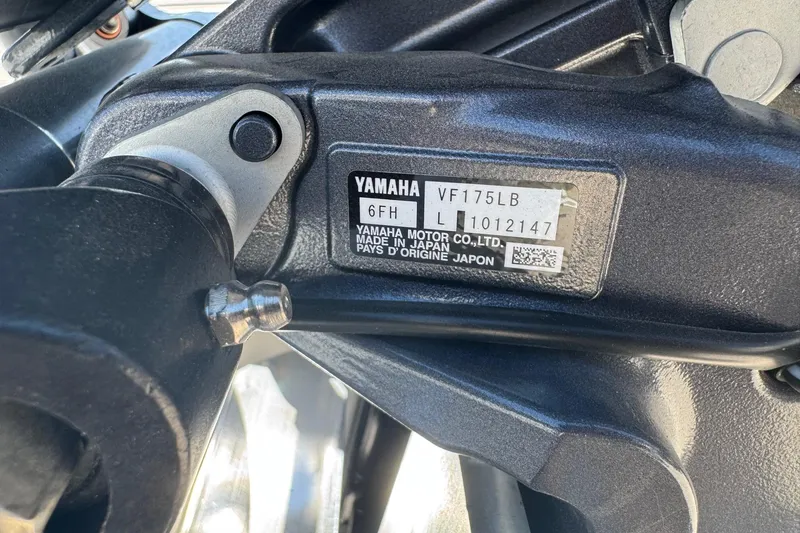 YAMAHA VF175LB
6FH L 1012147
YAMAHA MOTOR CO.,LTD.
MADE IN JAPAN
PAYS D'ORIGINE JAPON